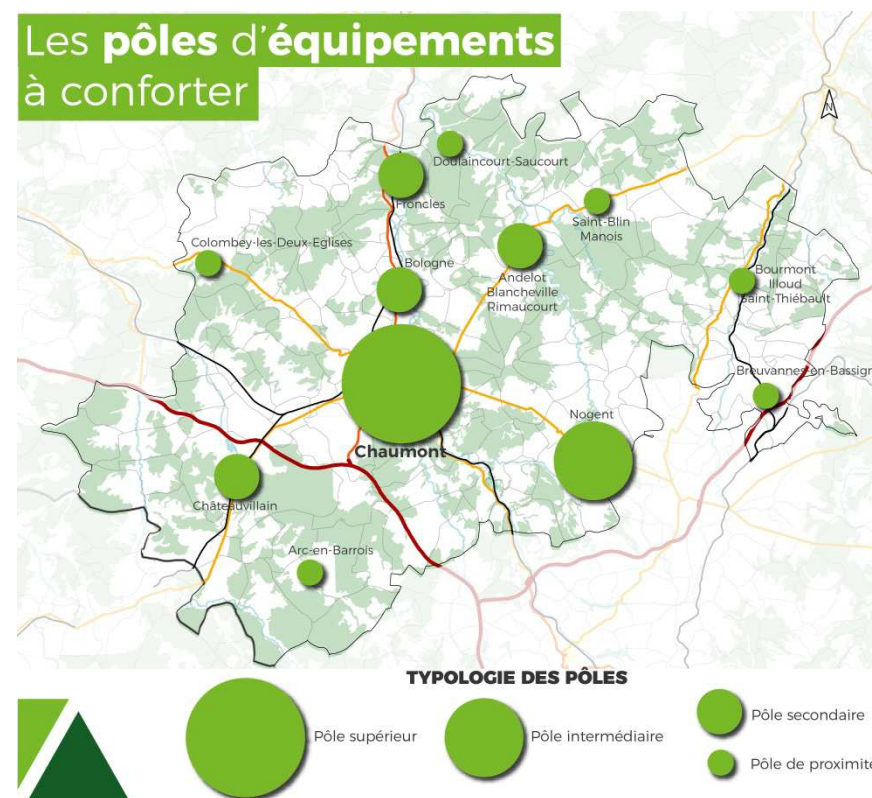 Les pôles d'équipements
à conforter
N
Doulaincourt-Saucourt
Froncles
Saint-Blin
Manois
Colombey-les-Deux-Eglises
Bologne
Andelot
Blancheville
Rimaucourt
Bourmont
Illoud
Saint-Thiébault
Breuvannes-en-Bassign
Nogent
Chaumont
Châteauvillain
Arc-en-Barrois
TYPOLOGIE DES PÔLES
Pôle supérieur
Pôle intermédiaire
Pôle secondaire
Pôle de proximité